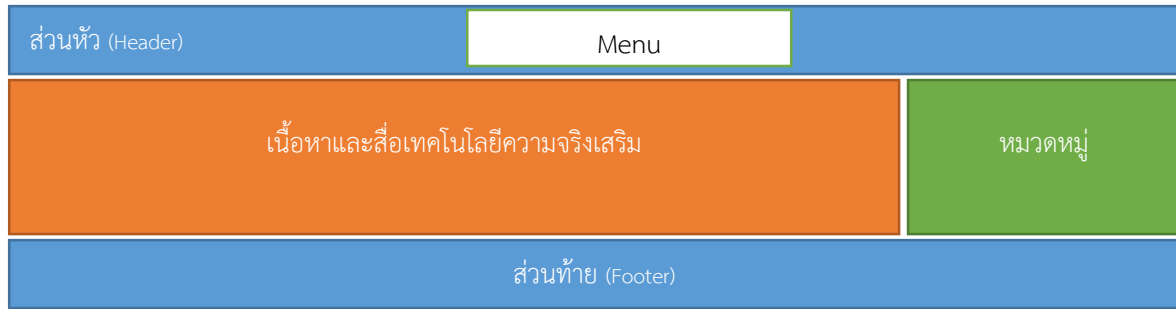 ส่วนหัว (Header)
Menu
เนื้อหาและสื่อเทคโนโลยีความจริงเสริม
หมวดหมู่
ส่วนท้าย (Footer)